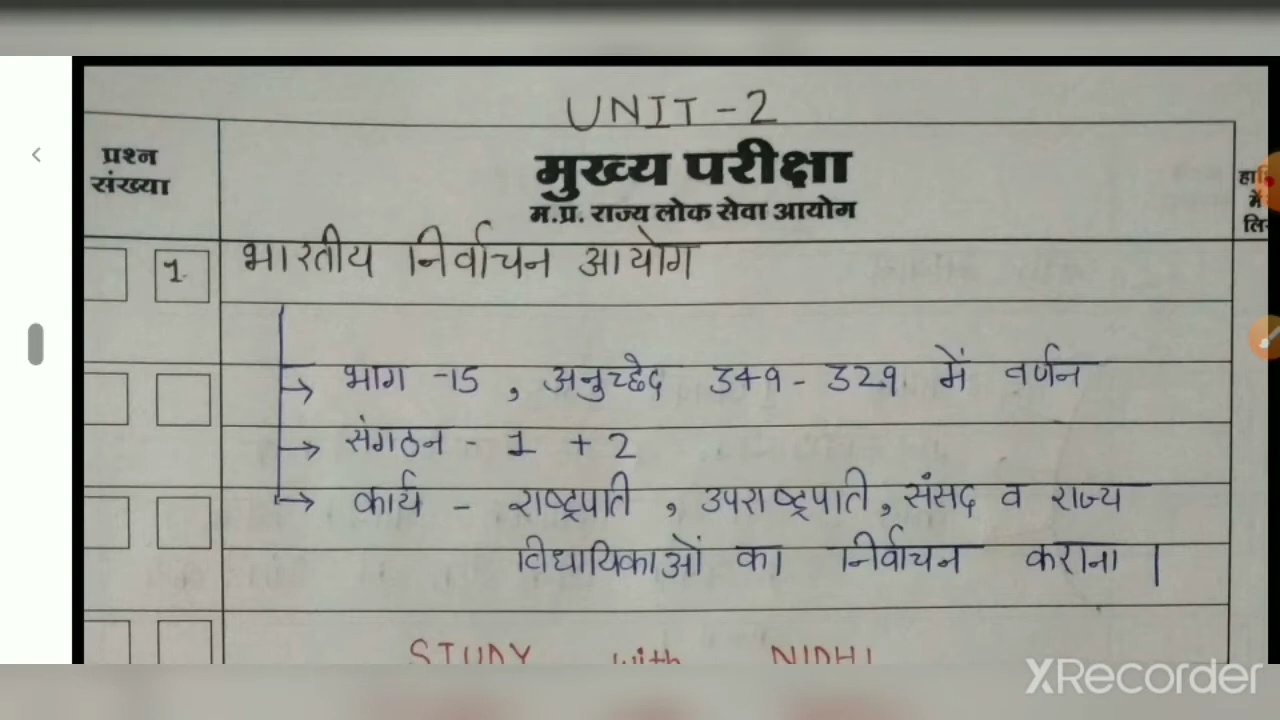 UNIT - 2
प्रश्न
संख्या
मुख्य परीक्षा
म.प्र. राज्य लोक सेवा आयोग
हा
में
लि
1.
भारतीय निर्वाचन आयोग
→ भाग -15 , अनुच्छेद 349 - 329 में वर्णन
→ संगठन - 1 + 2
→ कार्य - राष्ट्रपति , उपराष्ट्रपति, संसद व राज्य
विधायिकाओं का निर्वाचन कराना |
STUDY with NIDHI
XRecorder